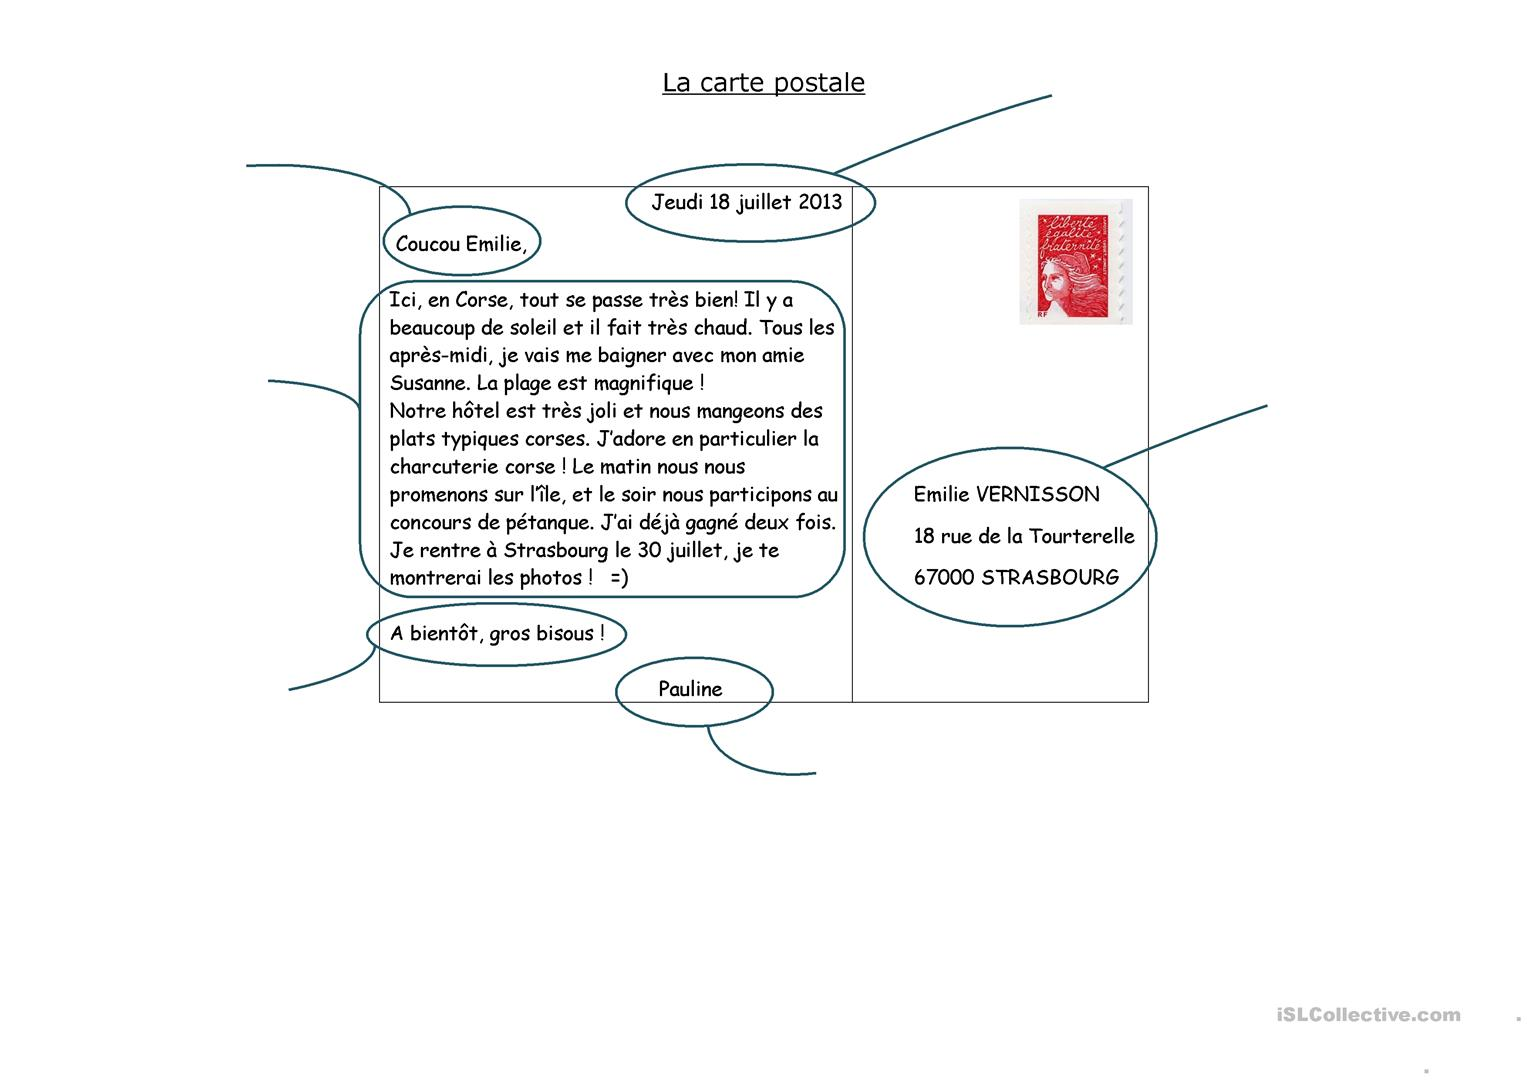 La carte postale
Jeudi 18 juillet 2013
Coucou Emilie,
Ici, en Corse, tout se passe très bien! Il y a
beaucoup de soleil et il fait très chaud. Tous les
après-midi, je vais me baigner avec mon amie
Susanne. La plage est magnifique !
Notre hôtel est très joli et nous mangeons des
plats typiques corses. J'adore en particulier la
charcuterie corse ! Le matin nous nous
promenons sur l'île, et le soir nous participons au
concours de pétanque. J'ai déjà gagné deux fois.
Je rentre à Strasbourg le 30 juillet, je te
montrerai les photos !   =)
A bientôt, gros bisous !
Pauline
liberté
égalité
fraternité
RF
Emilie VERNISSON
18 rue de la Tourterelle
67000 STRASBOURG
iSLCollective.com